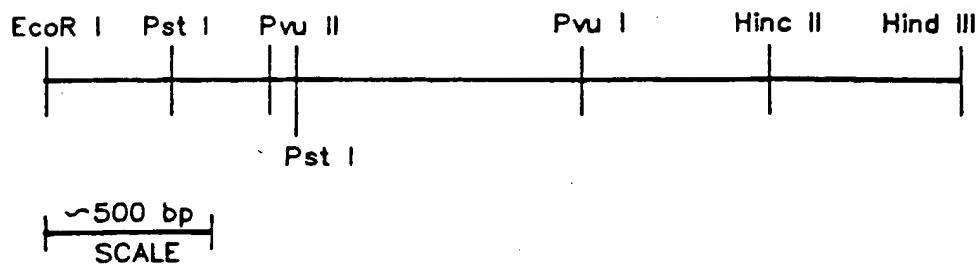 EcoR I Pst I Pvu II Pvu I Hinc II Hind III
Pst I
~500 bp
SCALE